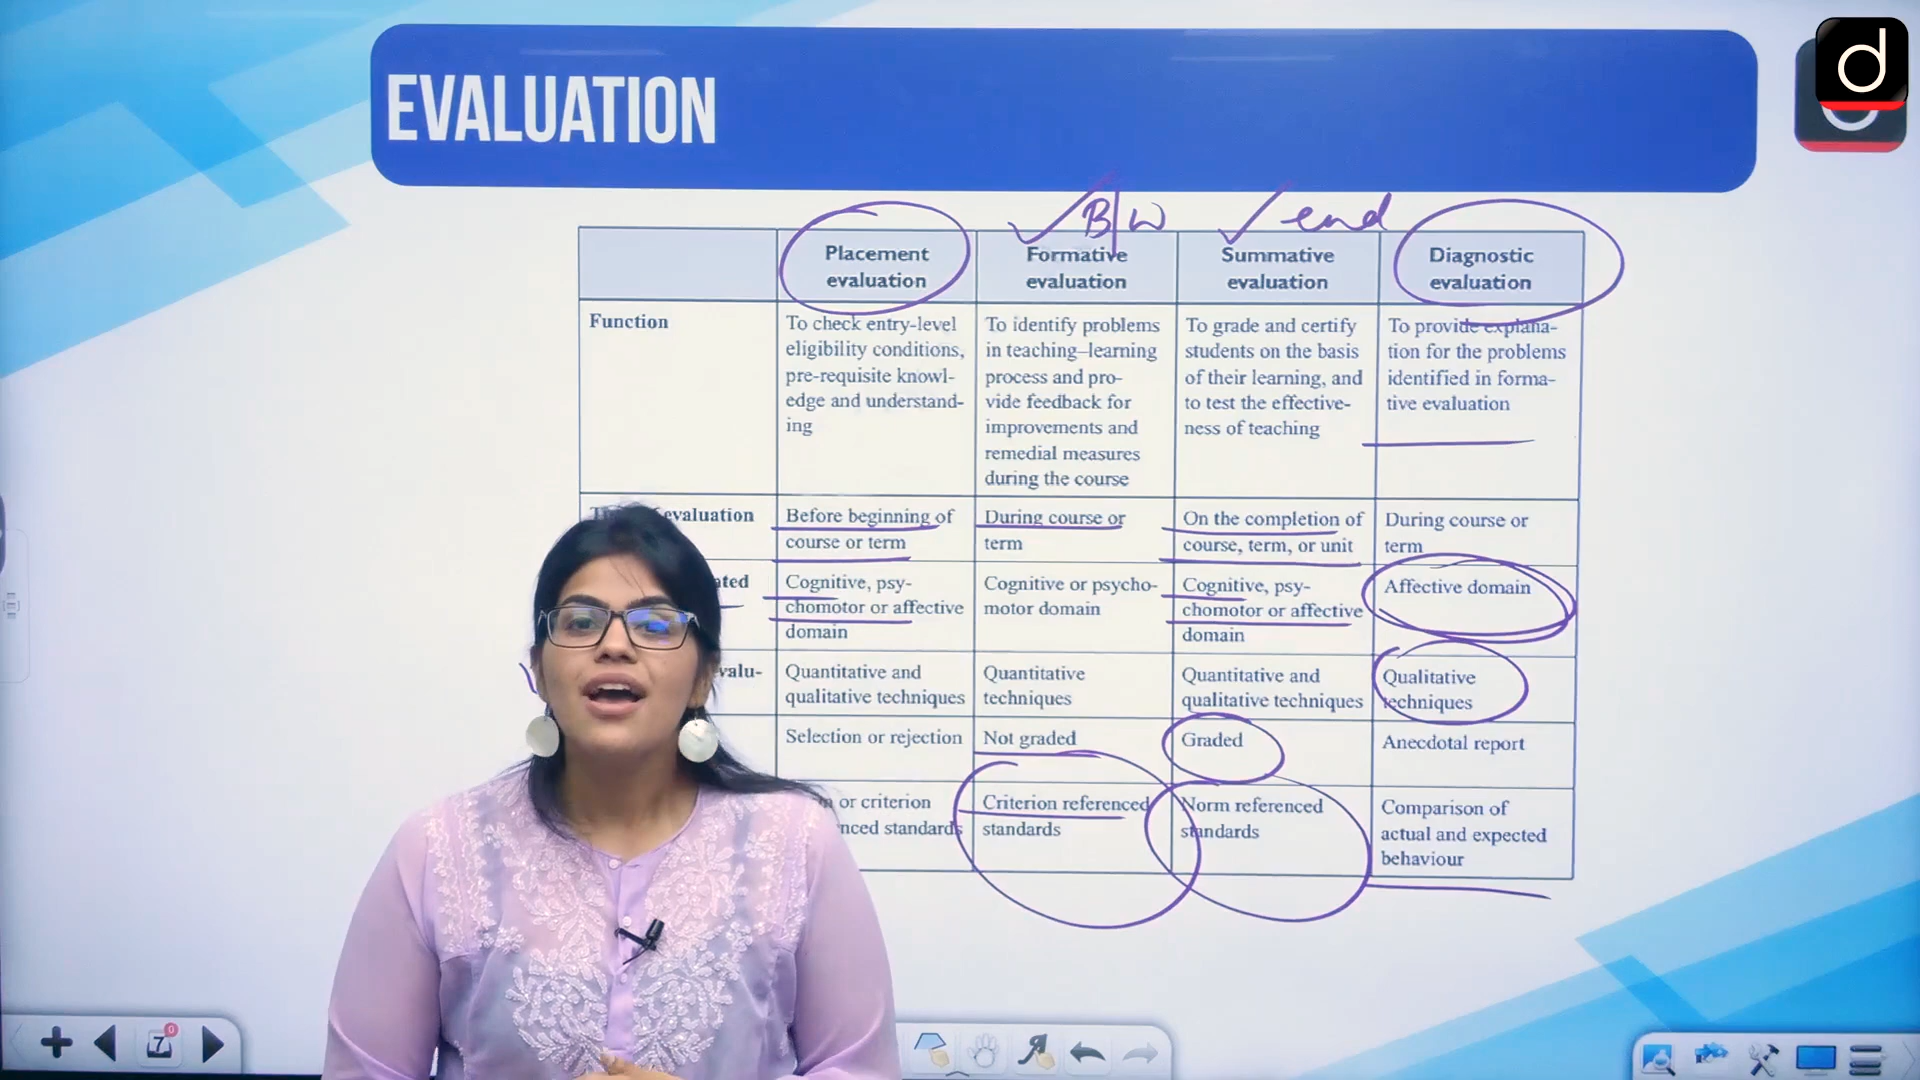 EVALUATION
B/W
end
Placement
evaluation
Formative
evaluation
Summative
evaluation
Diagnostic
evaluation
Function
To check entry-level
eligibility conditions,
pre-requisite knowl-
edge and understand-
ing
To identify problems
in teaching–learning
process and pro-
vide feedback for
improvements and
remedial measures
during the course
To grade and certify
students on the basis
of their learning, and
to test the effective-
ness of teaching
To provide explana-
tion for the problems
identified in forma-
tive evaluation
evaluation
Before beginning of
course or term
During course or
term
On the completion of
course, term, or unit
During course or
term
ated
Cognitive, psy-
chomotor or affective
domain
Cognitive or psycho-
motor domain
Cognitive, psy-
chomotor or affective
domain
Affective domain
valu-
Quantitative and
qualitative techniques
Quantitative
techniques
Quantitative and
qualitative techniques
Qualitative
techniques
Selection or rejection
Not graded
Graded
Anecdotal report
or criterion
nced standards
Criterion referenced
standards
Norm referenced
standards
Comparison of
actual and expected
behaviour
d
7
0